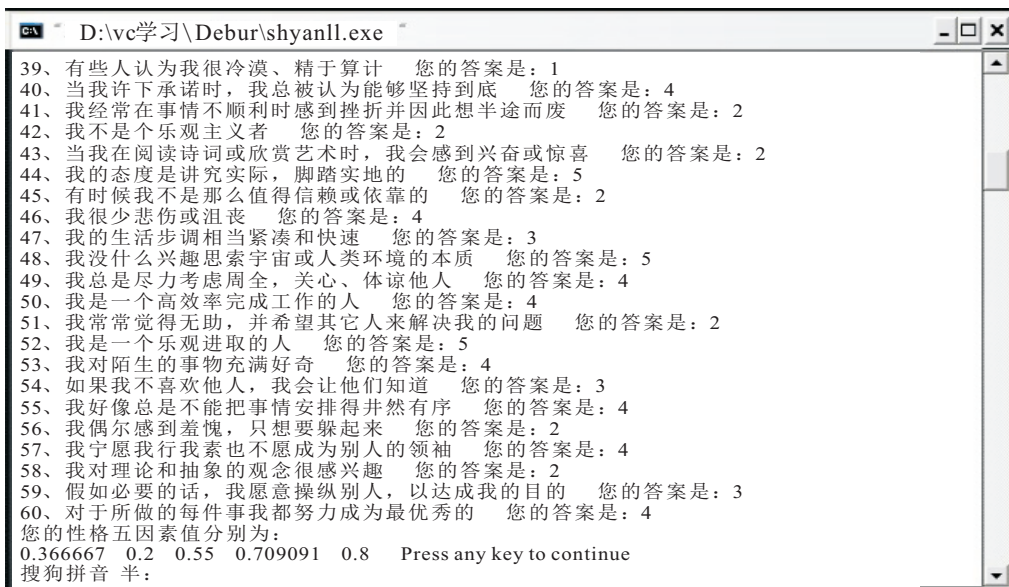 D:\vc学习\Debur\shyanll.exe
39、有些人认为我很冷漠、精于算计 您的答案是：1
40、当我许下承诺时，我总被认为能够坚持到底 您的答案是：4
41、我经常在事情不顺利时感到挫折并因此想半途而废 您的答案是：2
42、我不是个乐观主义者 您的答案是：2
43、当我在阅读诗词或欣赏艺术时，我会感到兴奋或惊喜 您的答案是：2
44、我的态度是讲究实际，脚踏实地的 您的答案是：5
45、有时候我不是那么值得信赖或依靠的 您的答案是：2
46、我很少悲伤或沮丧 您的答案是：4
47、我的生活步调相当紧凑和快速 您的答案是：3
48、我没什么兴趣思索宇宙或人类环境的本质 您的答案是：5
49、我总是尽力考虑周全，关心、体谅他人 您的答案是：4
50、我是一个高效率完成工作的人 您的答案是：4
51、我常常觉得无助，并希望其它人来解决我的问题 您的答案是：2
52、我是一个乐观进取的人 您的答案是：5
53、我对陌生的事物充满好奇 您的答案是：4
54、如果我不喜欢他人，我会让他们知道 您的答案是：3
55、我好像总是不能把事情安排得井然有序 您的答案是：4
56、我偶尔感到羞愧，只想要躲起来 您的答案是：2
57、我宁愿我行我素也不愿成为别人的领袖 您的答案是：4
58、我对理论和抽象的观念很感兴趣 您的答案是：2
59、假如必要的话，我愿意操纵别人，以达成我的目的 您的答案是：3
60、对于所做的每件事我都努力成为最优秀的 您的答案是：4
您的性格五因素值分别为：
0.366667 0.2 0.55 0.709091 0.8 Press any key to continue
搜狗拼音 半：